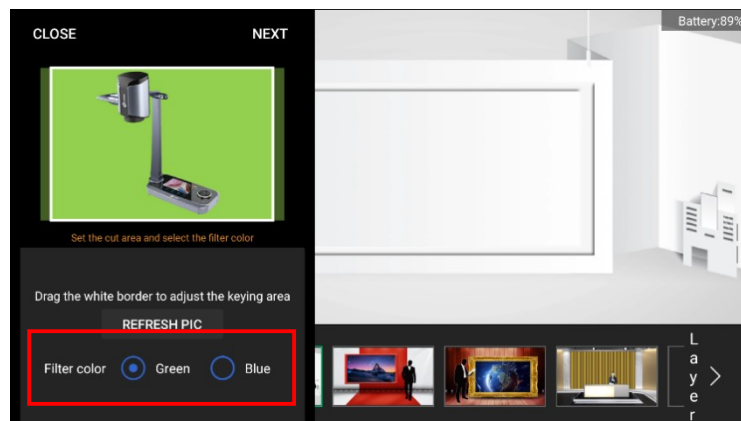 CLOSE NEXT
Battery:89%
Set the cut area and select the filter color
Drag the white border to adjust the keying area
REFRESH PIC
Filter color Green Blue
Layer